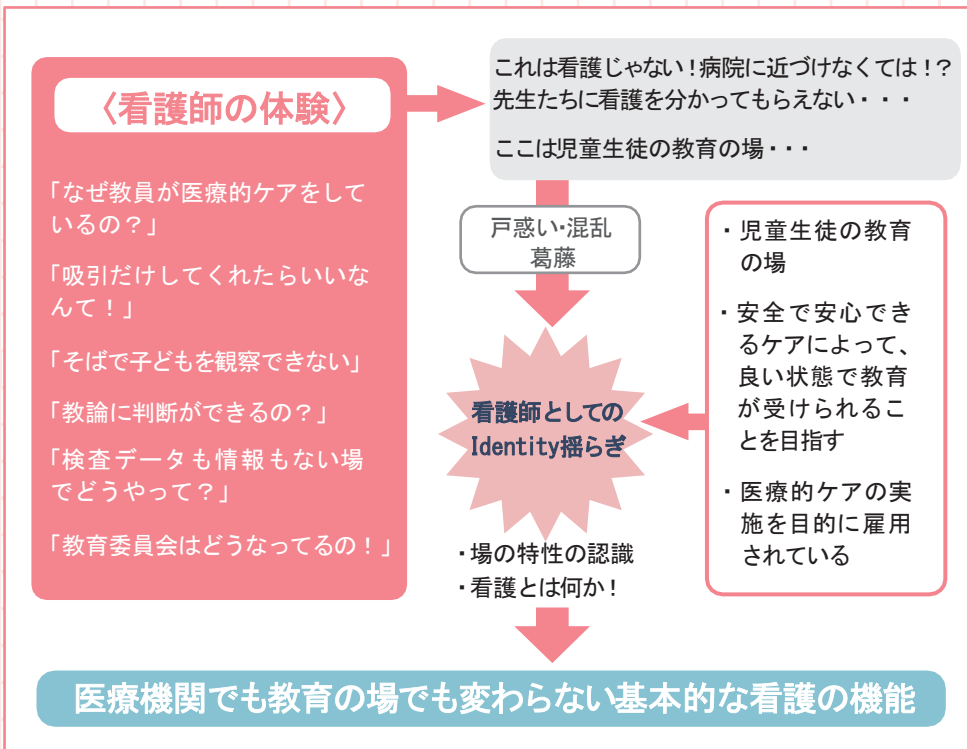 〈看護師の体験〉
「なぜ教員が医療的ケアをして
いるの？」
「吸引だけしてくれたらいいな
んて！」
「そばで子どもを観察できない」
「教論に判断ができるの？」
「検査データも情報もない場
でどうやって？」
「教育委員会はどうなってるの！」
これは看護じゃない！病院に近づけなくては！？
先生たちに看護を分かってもらえない・・・
ここは児童生徒の教育の場・・・
戸惑い・混乱
葛藤
看護師としての
Identity揺らぎ
・児童生徒の教育
の場
・安全で安心でき
るケアによって、
良い状態で教育
が受けられるこ
とを目指す
・医療的ケアの実
施を目的に雇用
されている
・場の特性の認識
・看護とは何か！
医療機関でも教育の場でも変わらない基本的な看護の機能